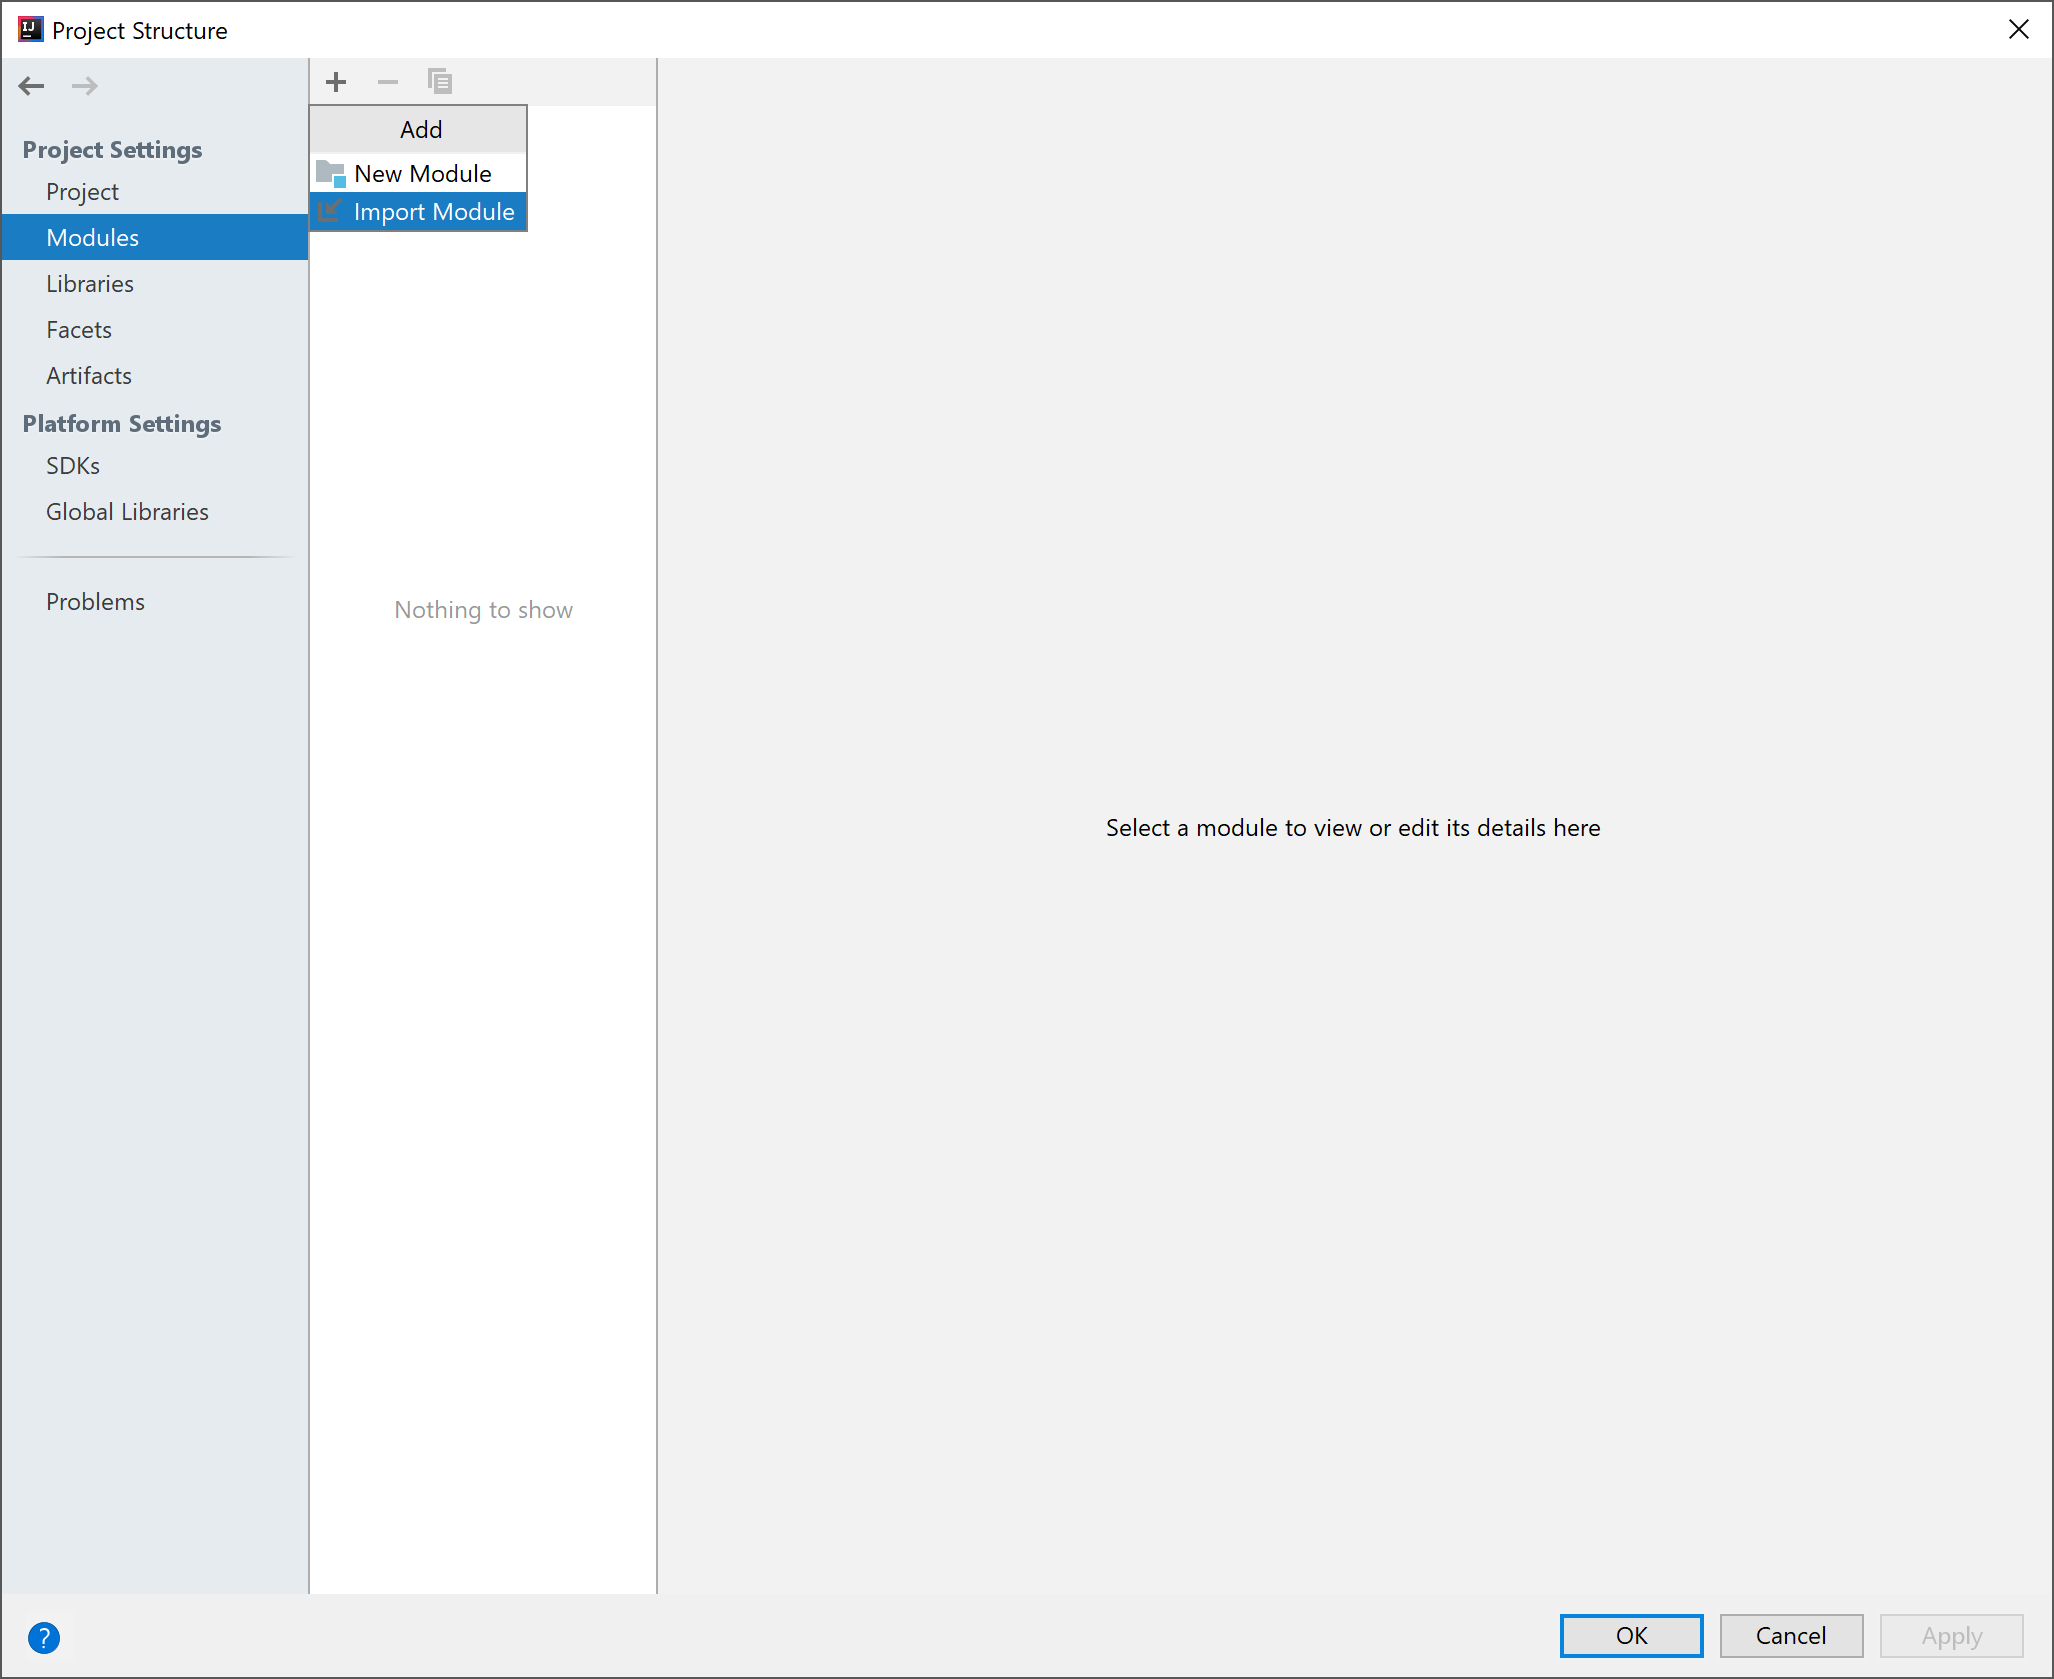 Project Structure
Project Settings
Project
Modules
Libraries
Facets
Artifacts
Platform Settings
SDKs
Global Libraries
Problems
Add
New Module
Import Module
Nothing to show
Select a module to view or edit its details here
?
OK
Cancel
Apply